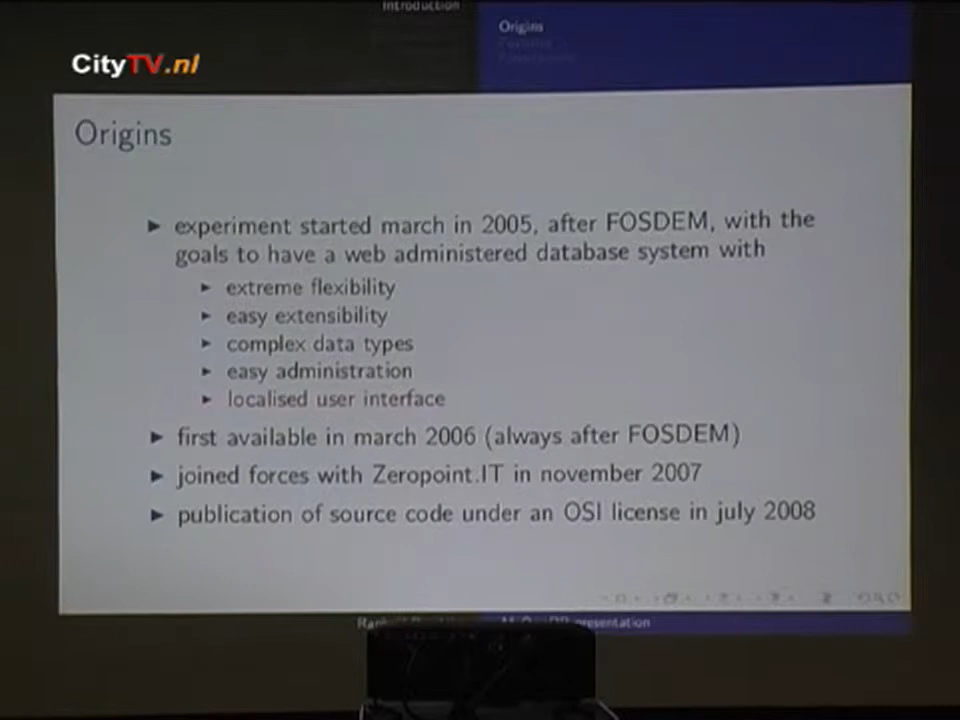 Introduction
Origins
CityTV.nl
Origins
► experiment started march in 2005, after FOSDEM, with the
goals to have a web administered database system with
► extreme flexibility
► easy extensibility
► complex data types
► easy administration
► localised user interface
► first available in march 2006 (always after FOSDEM)
► joined forces with Zeropoint.IT in november 2007
► publication of source code under an OSI license in july 2008